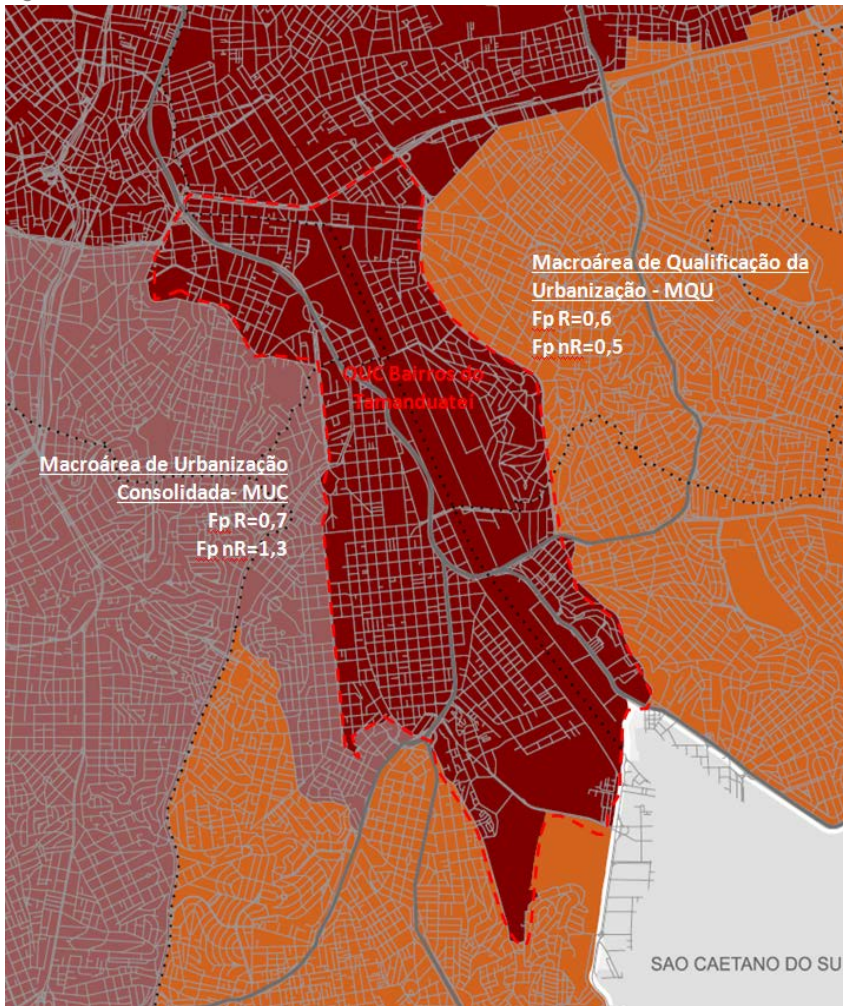 Macroárea de Qualificação da
Urbanização - MQU
Fp R=0,6
Fp nR=0,5
OUC Bairros do
Tamanduateí
Macroárea de Urbanização
Consolidada- MUC
Fp R=0,7
Fp nR=1,3
SAO CAETANO DO SU